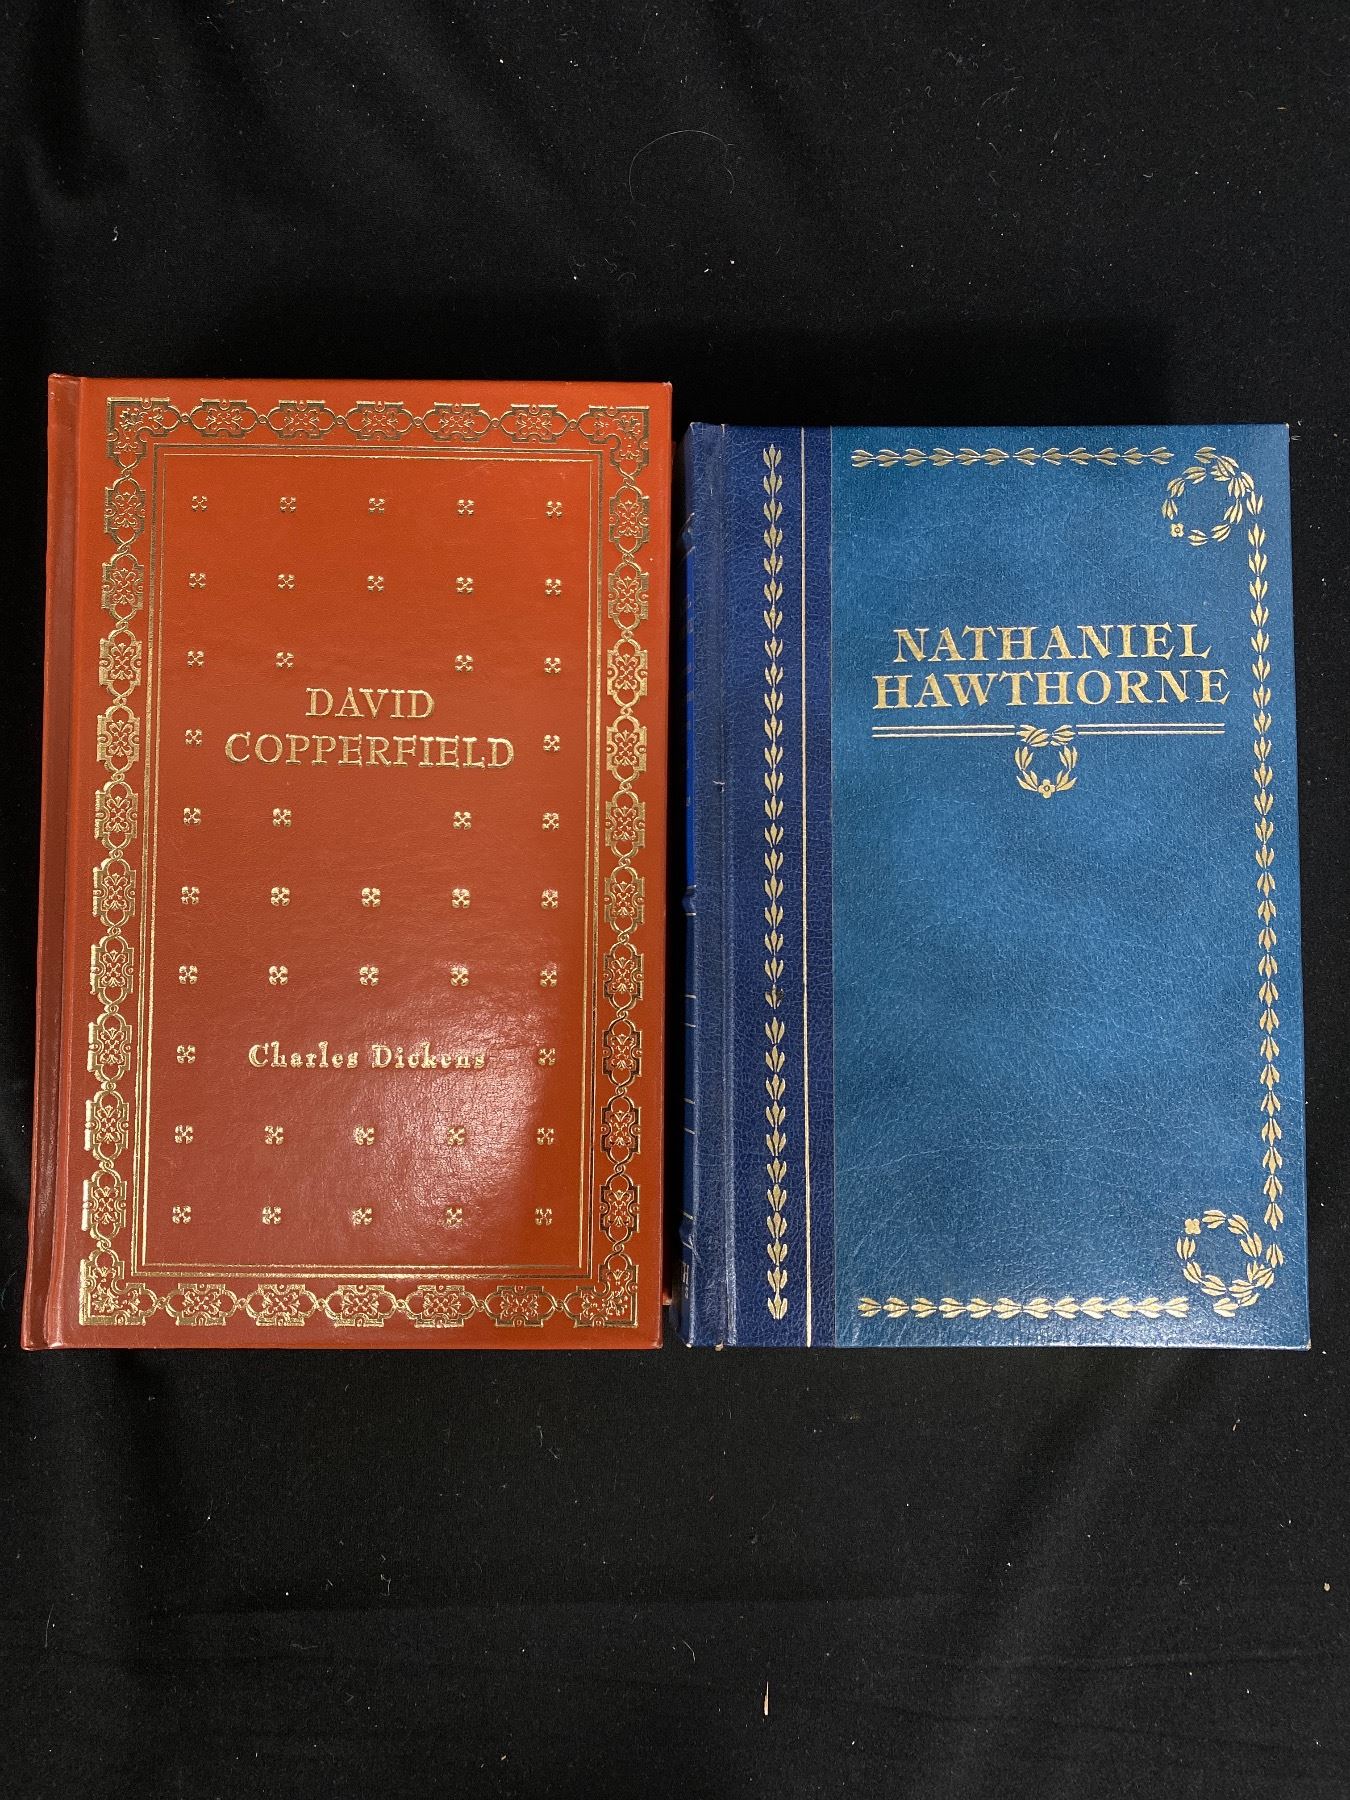 DAVID
COPPERFIELD
Charles Dickens
NATHANIEL
HAWTHORNE